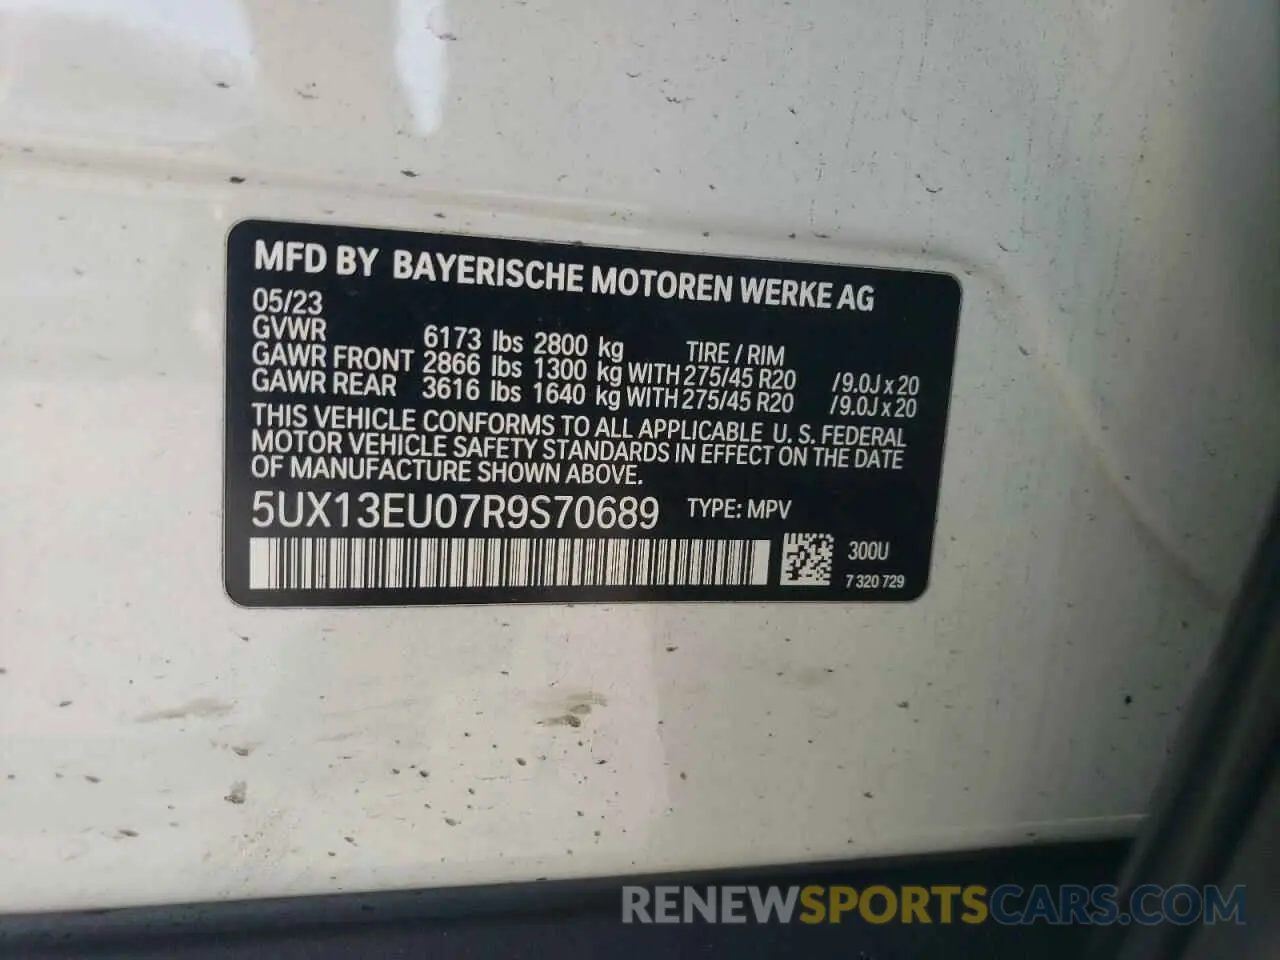 MFD BY BAYERISCHE MOTOREN WERKE AG
05/23
GVWR 6173 lbs 2800 kg TIRE / RIM
GAWR FRONT 2866 lbs 1300 kg WITH 275/45 R20 /9.0J x 20
GAWR REAR 3616 lbs 1640 kg WITH 275/45 R20 /9.0J x 20
THIS VEHICLE CONFORMS TO ALL APPLICABLE U. S. FEDERAL
MOTOR VEHICLE SAFETY STANDARDS IN EFFECT ON THE DATE
OF MANUFACTURE SHOWN ABOVE.
5UX13EU07R9S70689 TYPE: MPV
300U
7 320 729
RENEWSPORTSCARS.COM